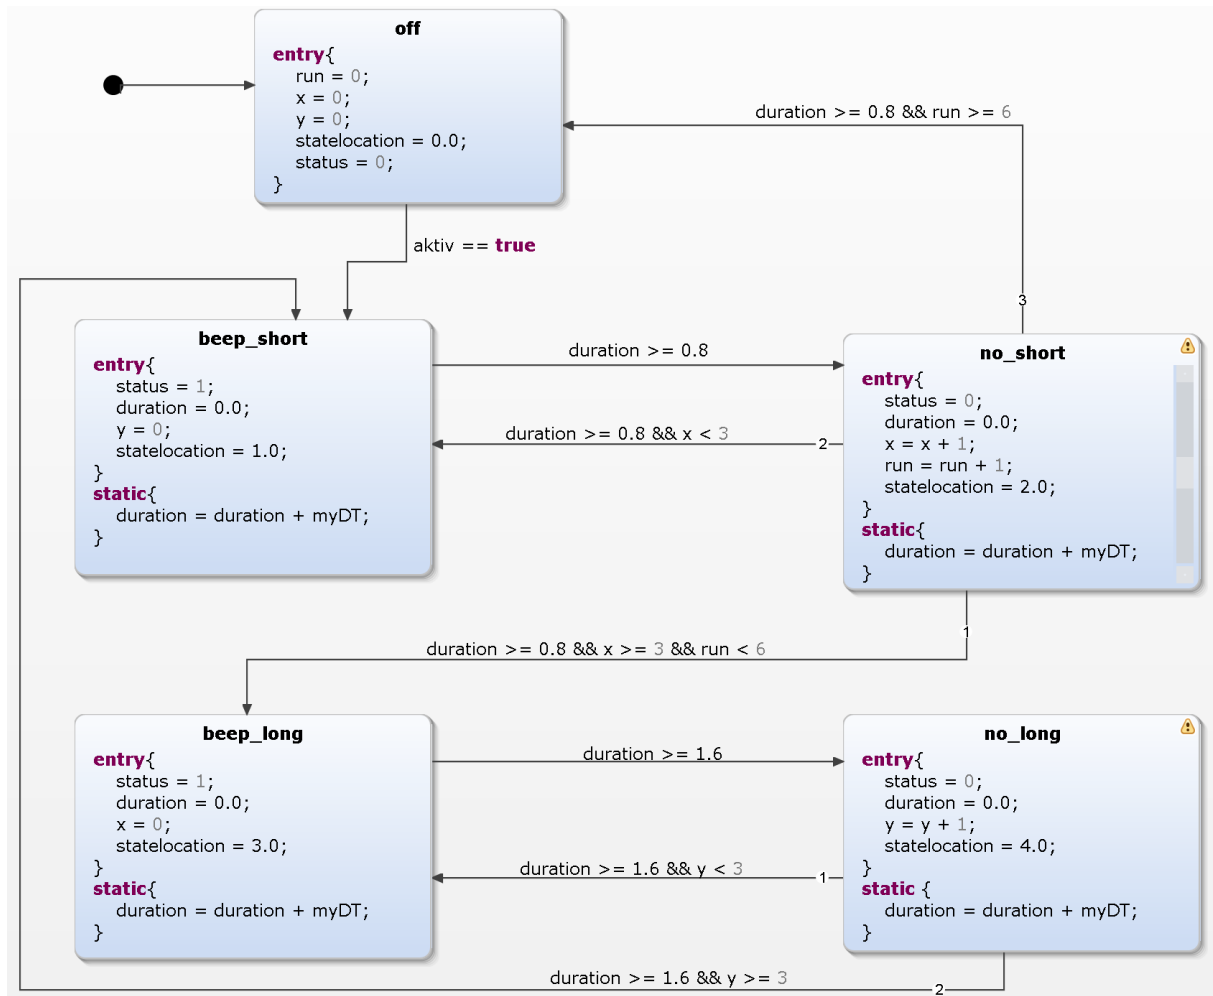 off
entry{
run = 0;
x = 0;
y = 0;
statelocation = 0.0;
status = 0;
}
duration >= 0.8 && run >= 6
3
aktiv == true
beep_short
entry{
status = 1;
duration = 0.0;
y = 0;
statelocation = 1.0;
}
static{
duration = duration + myDT;
}
duration >= 0.8
duration >= 0.8 && x < 3
2
no_short
entry{
status = 0;
duration = 0.0;
x = x + 1;
run = run + 1;
statelocation = 2.0;
}
static{
duration = duration + myDT;
}
1
duration >= 0.8 && x >= 3 && run < 6
beep_long
entry{
status = 1;
duration = 0.0;
x = 0;
statelocation = 3.0;
}
static{
duration = duration + myDT;
}
duration >= 1.6
duration >= 1.6 && y < 3
1
no_long
entry{
status = 0;
duration = 0.0;
y = y + 1;
statelocation = 4.0;
}
static {
duration = duration + myDT;
}
duration >= 1.6 && y >= 3
2